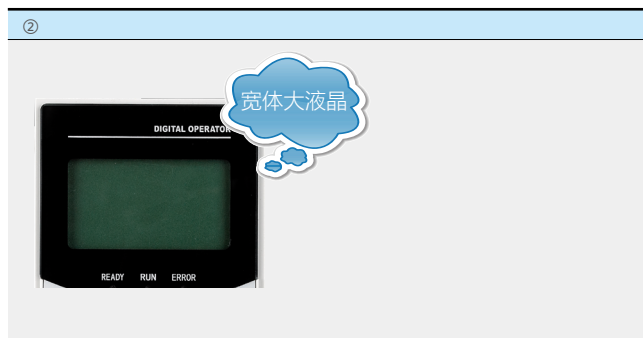 ②
宽体大液晶
DIGITAL OPERATOR
READY RUN ERROR